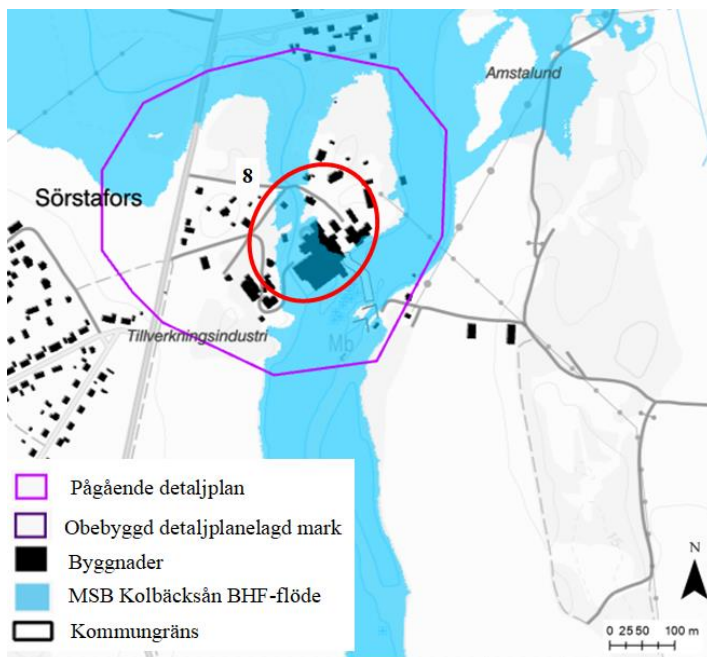 Amstalund
8
Sörstafors
Tillverkningsindustri
Mb
Pågående detaljplan
Obebyggd detaljplanelagd mark
Byggnader
MSB Kolbäcksån BHF-flöde
Kommungräns
N
0 25 50 100 m